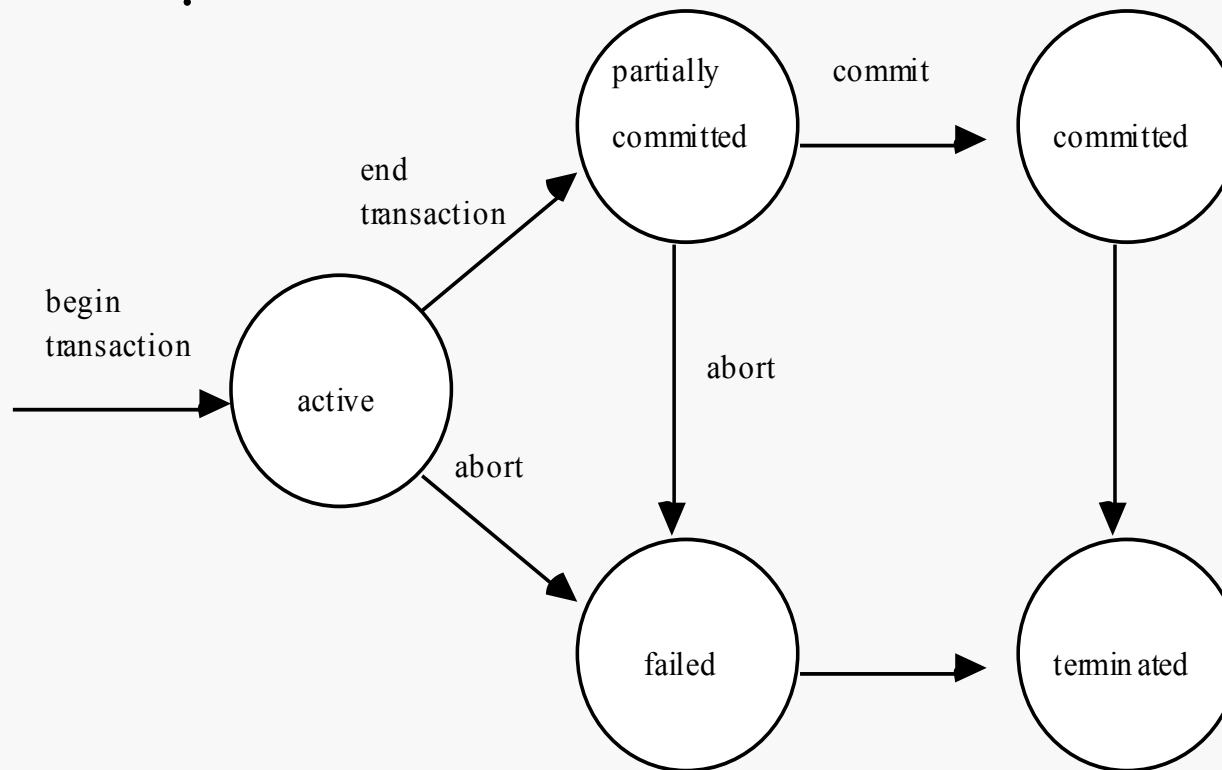 partially
committed
commit
committed
end
transaction
begin
transaction
active
abort
abort
failed
terminated